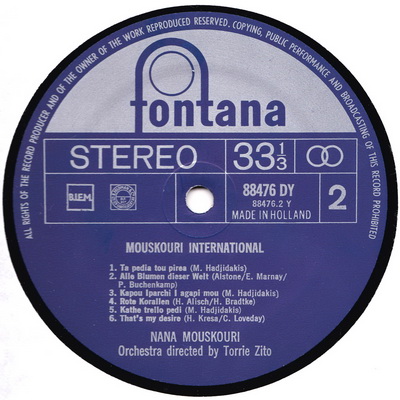 ALL RIGHTS OF THE RECORD PRODUCER AND OF THE OWNER OF THE WORK REPRODUCED RESERVED. COPYING, PUBLIC PERFORMANCE AND BROADCASTING OF THIS RECORD PROHIBITED
fontana
STEREO 33 1/3
B.I.E.M.
88476 DY
88476.2 Y
MADE IN HOLLAND
2
MOUSKOURI INTERNATIONAL
1. Ta pedia tou pirea (M. Hadjidakis)
2. Alle Blumen dieser Welt (Alstone/E. Marnay/
P. Buchenkamp)
3. Kapou Iparchi I agapi mou (M. Hadjidakis)
4. Rote Korallen (H. Alisch/H. Bradtke)
5. Kathe trello pedi (M. Hadjidakis)
6. That's my desire (H. Kresa/C. Loveday)
NANA MOUSKOURI
Orchestra directed by Torrie Zito